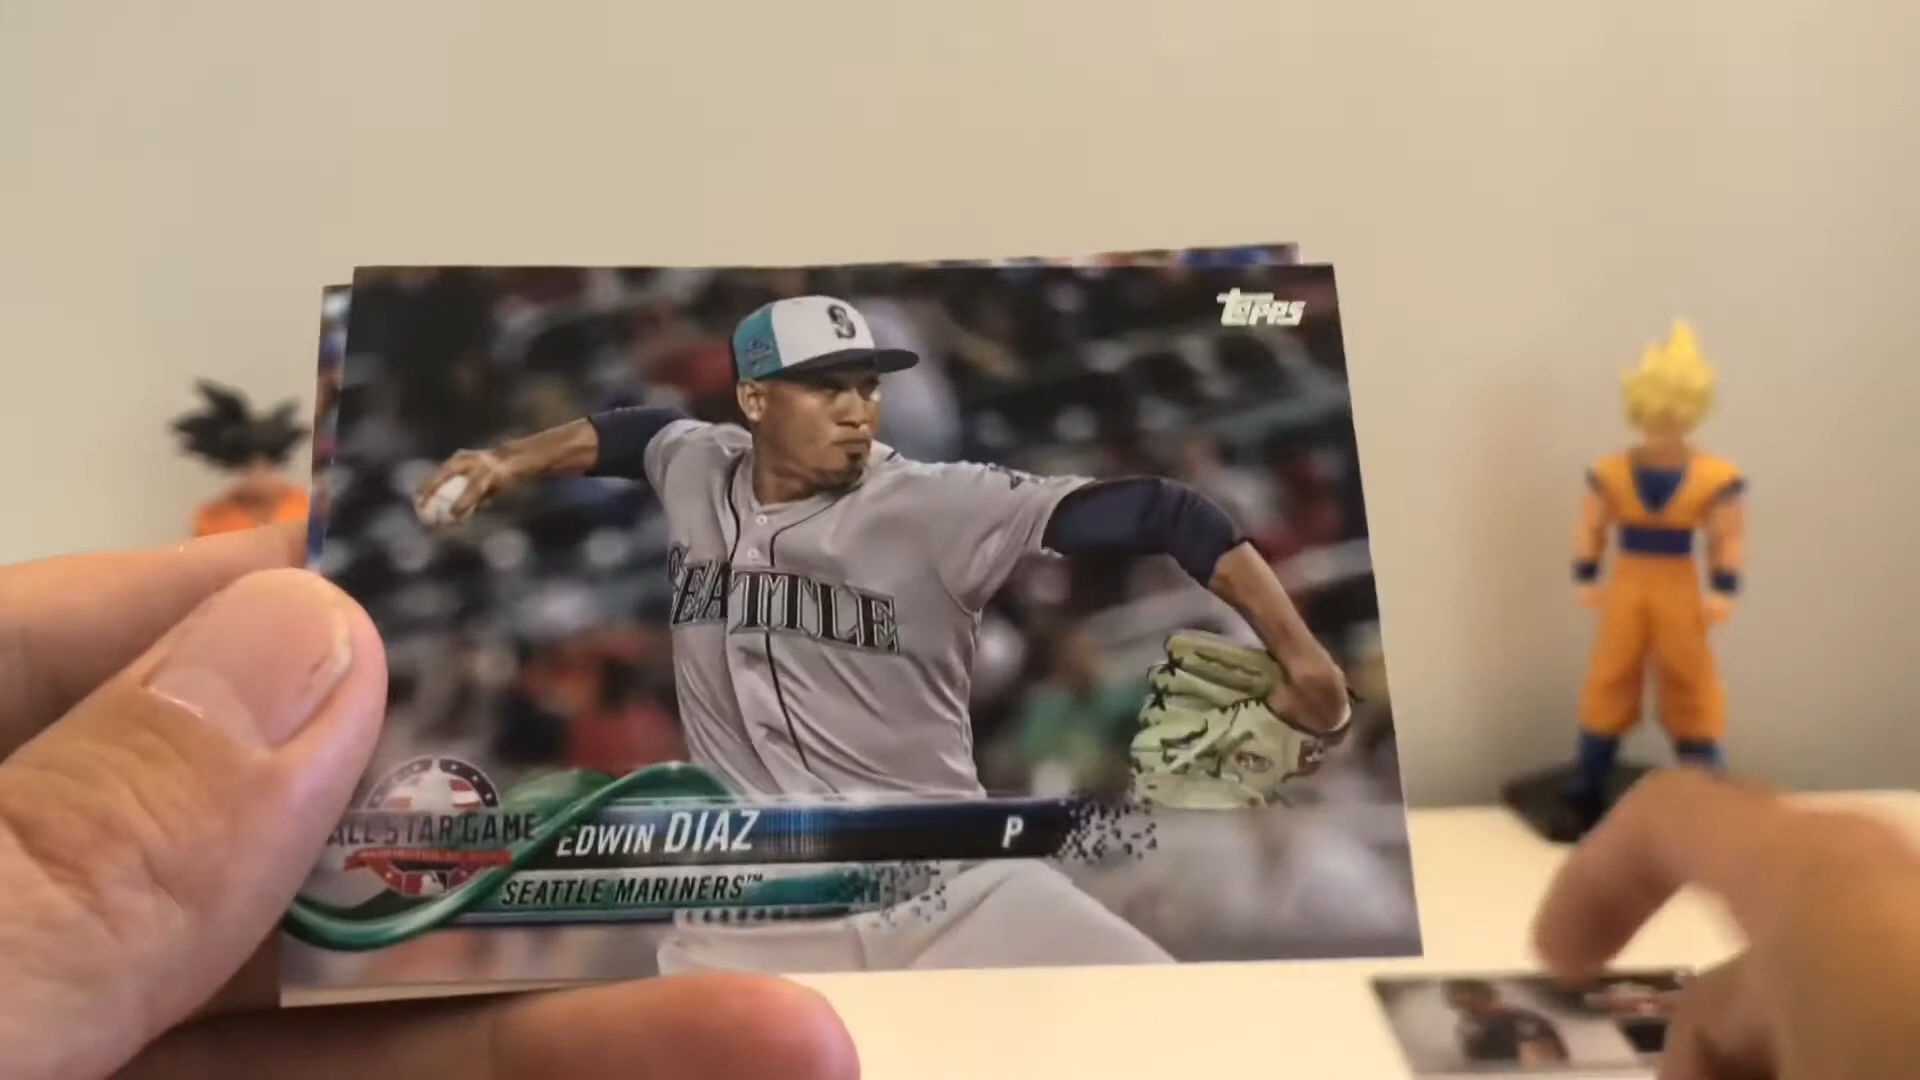 topps
S
SEATTLE
ALL STAR GAME
EDWIN DIAZ P
SEATTLE MARINERS™